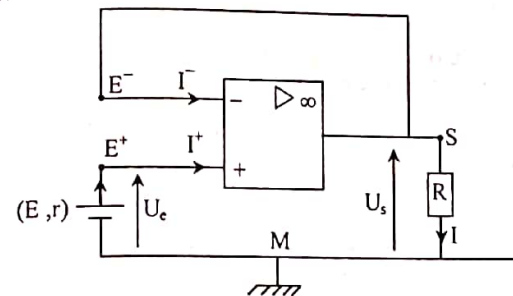 E⁻ I⁻ − ▷ ∞
E⁺ I⁺ +
S
(E ,r) Uₑ Uₛ R
M I